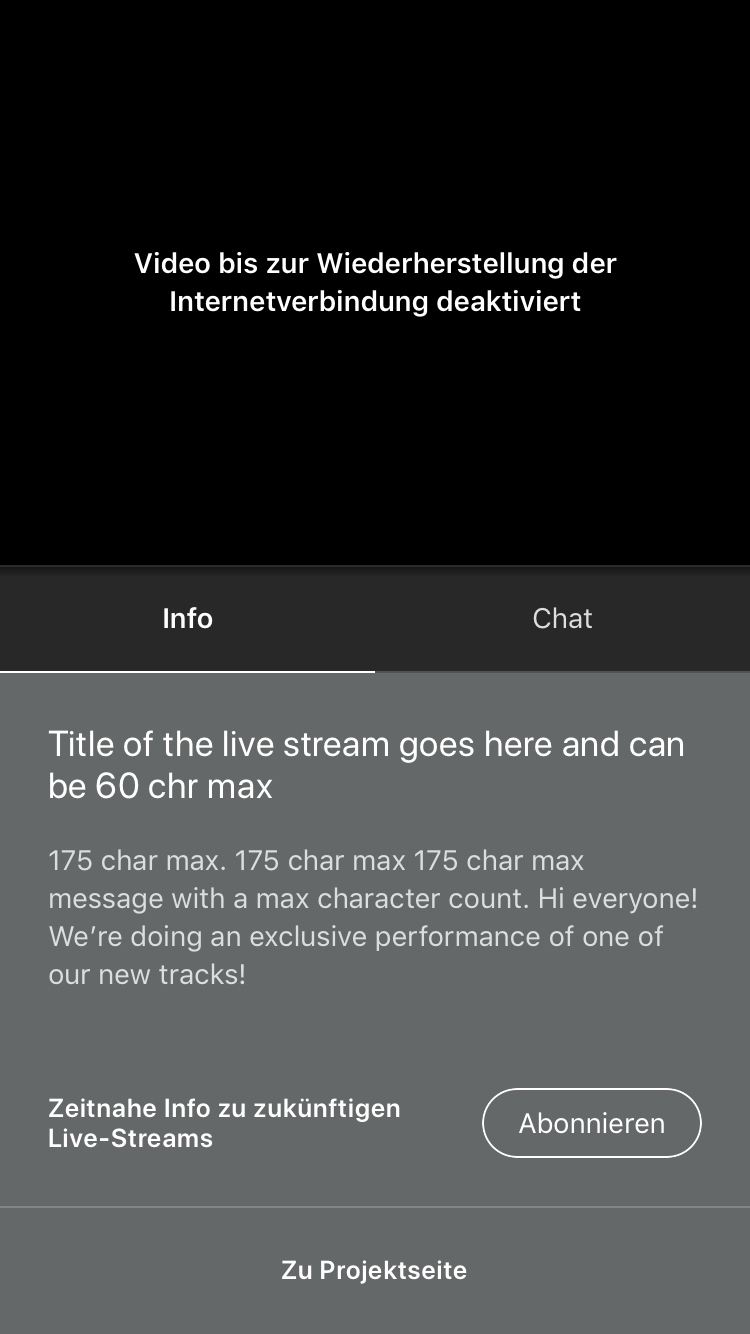 Video bis zur Wiederherstellung der
Internetverbindung deaktiviert
Info
Chat
Title of the live stream goes here and can
be 60 chr max
175 char max. 175 char max 175 char max
message with a max character count. Hi everyone!
We’re doing an exclusive performance of one of
our new tracks!
Zeitnahe Info zu zukünftigen
Live-Streams
Abonnieren
Zu Projektseite